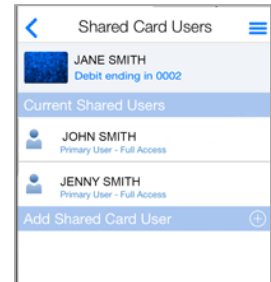 Shared Card Users
JANE SMITH
Debit ending in 0002
Current Shared Users
JOHN SMITH
Primary User - Full Access
JENNY SMITH
Primary User - Full Access
Add Shared Card User